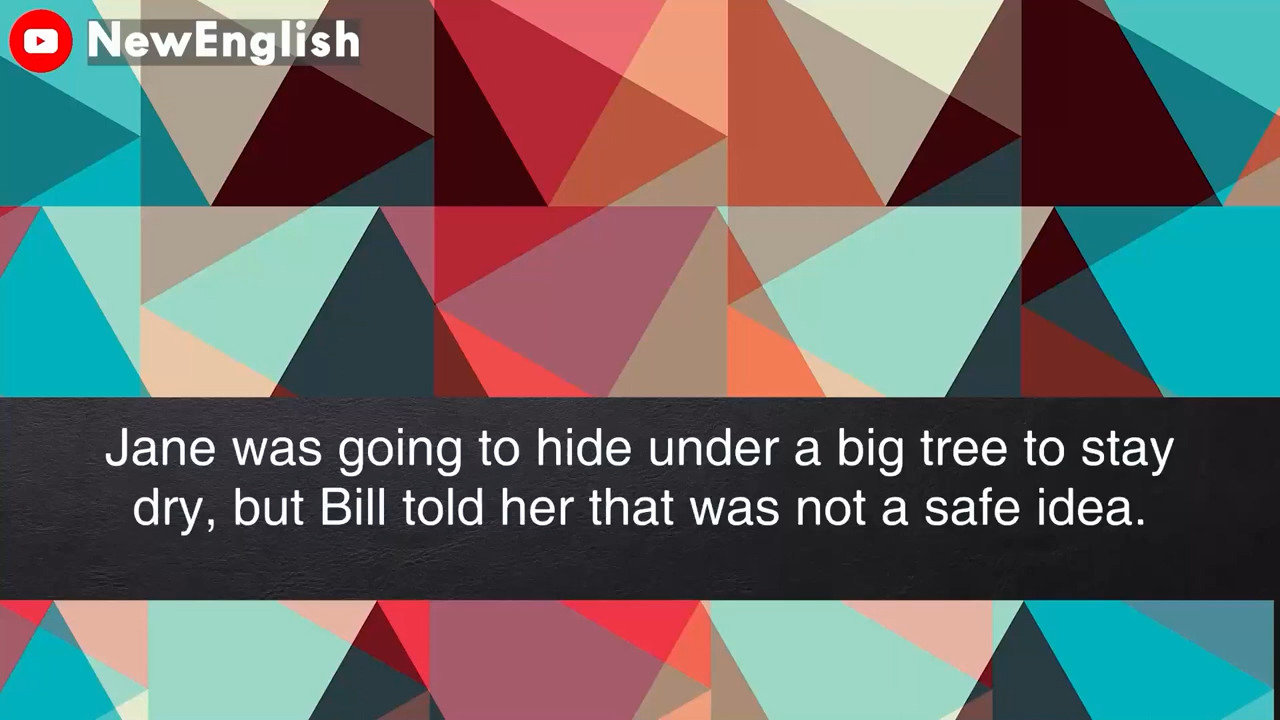 NewEnglish
Jane was going to hide under a big tree to stay
dry, but Bill told her that was not a safe idea.